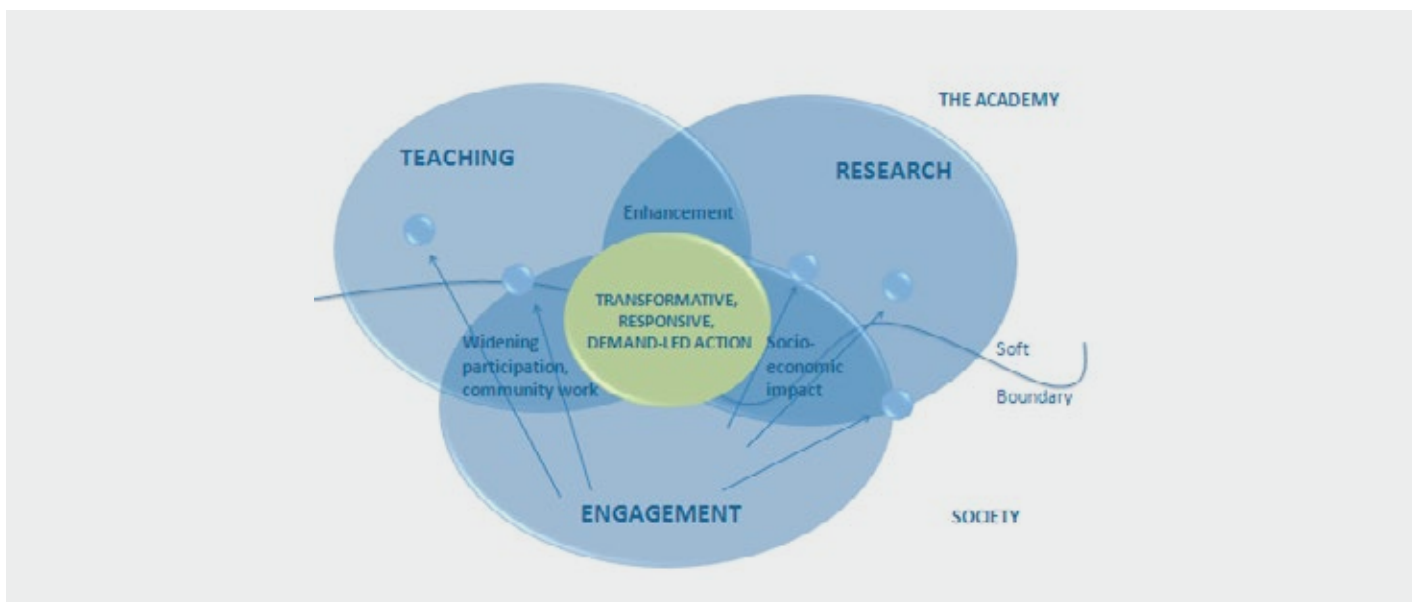 THE ACADEMY
TEACHING
RESEARCH
Enhancement
TRANSFORMATIVE,
RESPONSIVE,
DEMAND-LED ACTION
Widening
participation,
community work
Socio-
economic
impact
Soft
Boundary
ENGAGEMENT
SOCIETY